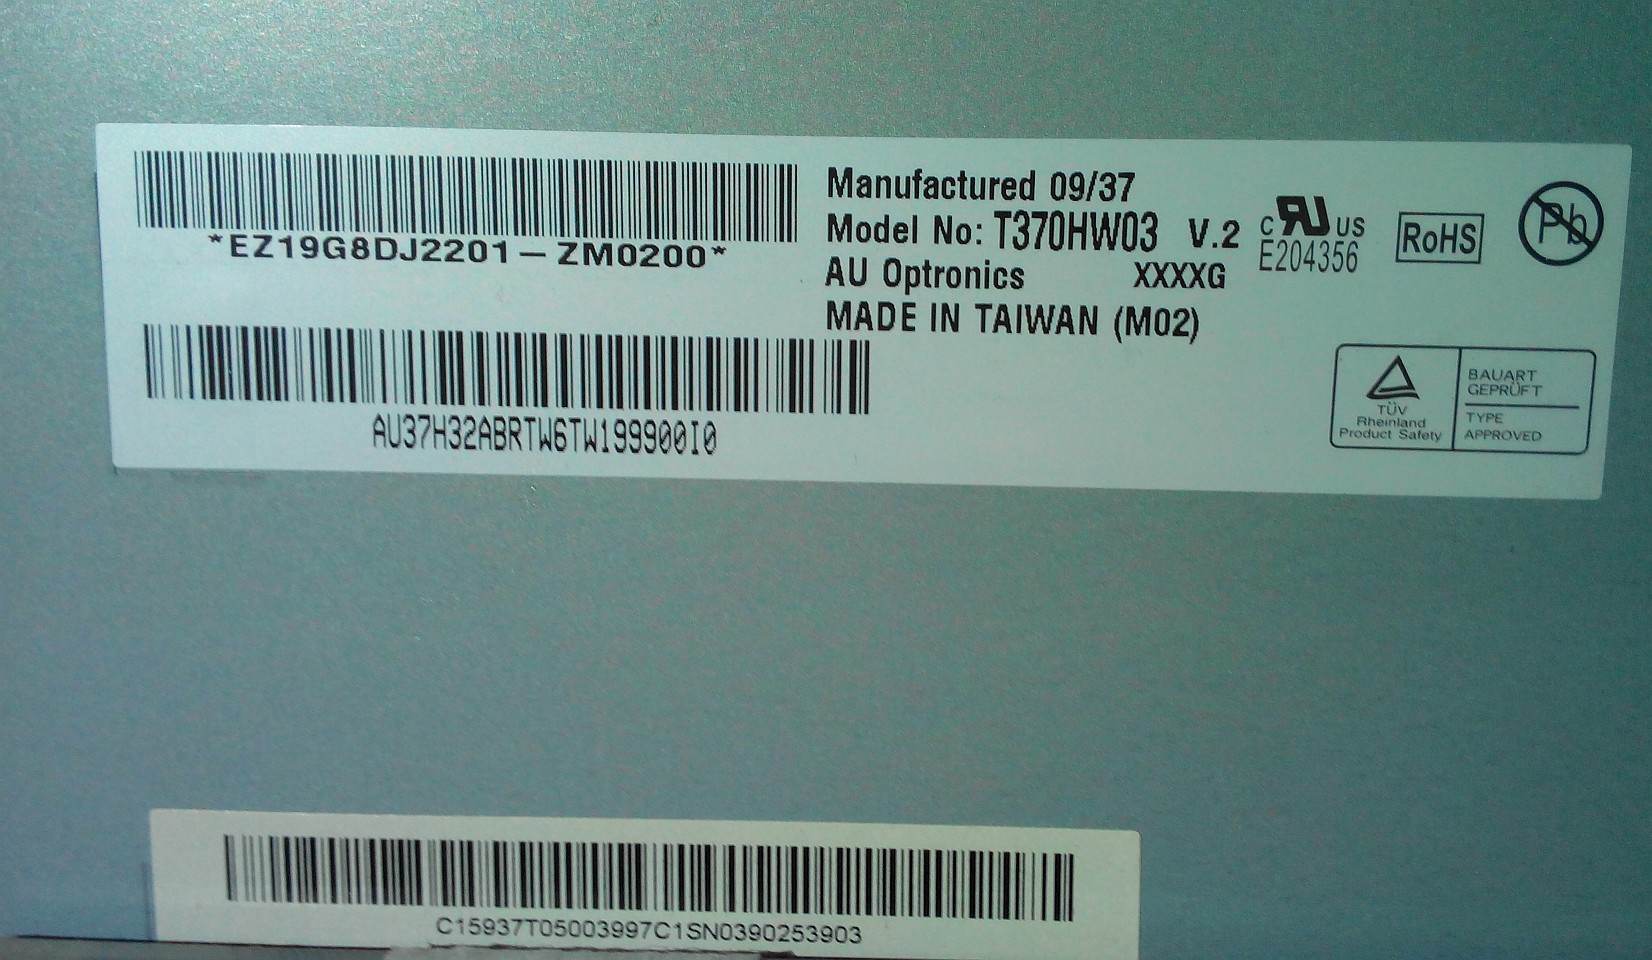 *EZ19G8DJ2201-ZM0200*
AU37H32ABRTW6TW199900I0
Manufactured 09/37
Model No: T370HW03 V.2
AU Optronics XXXXG
MADE IN TAIWAN (M02)
C RU US
E204356
RoHS
Pb
TÜV
Rheinland
Product Safety
BAUART
GEPRÜFT
TYPE
APPROVED
C15937T05003997C1SN0390253903